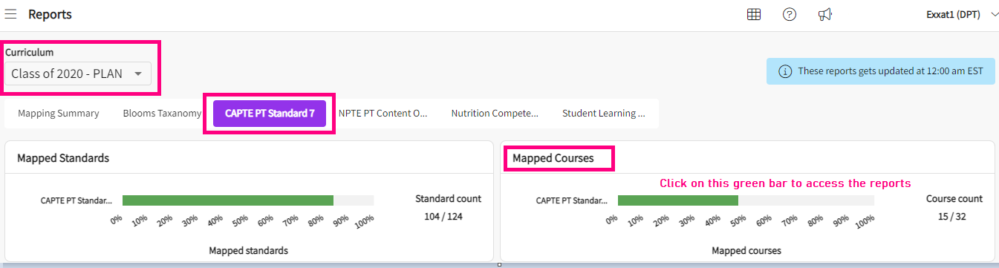 Reports
Exxat1 (DPT)
Curriculum
Class of 2020 - PLAN
These reports gets updated at 12:00 am EST
Mapping Summary Blooms Taxanomy CAPTE PT Standard 7 NPTE PT Content O... Nutrition Compete... Student Learning ...
Mapped Standards
CAPTE PT Standar...
0% 10% 20% 30% 40% 50% 60% 70% 80% 90% 100%
Mapped standards
Standard count
104 / 124
Mapped Courses
Click on this green bar to access the reports
CAPTE PT Standar...
0% 10% 20% 30% 40% 50% 60% 70% 80% 90% 100%
Mapped courses
Course count
15 / 32